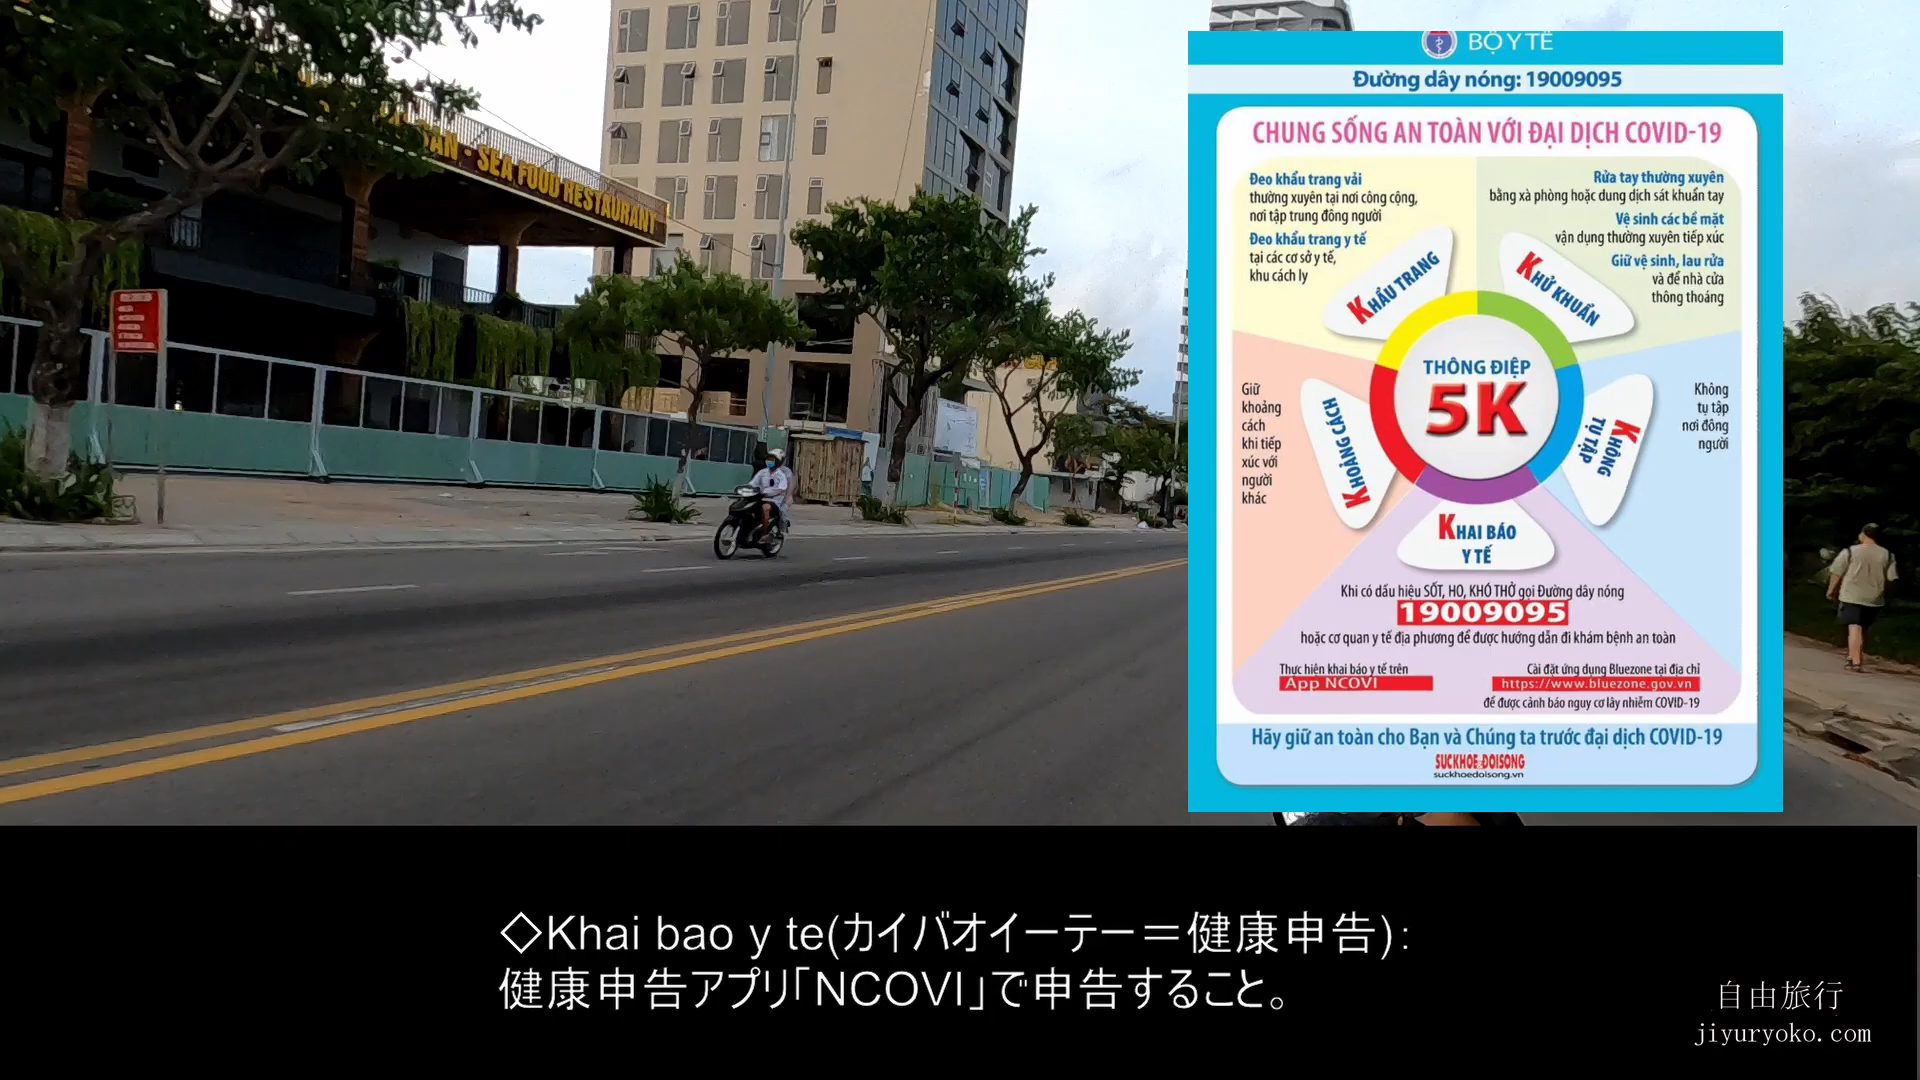 SẢN - SEA FOOD RESTAURANT
BỘ Y TẾ
Đường dây nóng: 19009095
CHUNG SỐNG AN TOÀN VỚI ĐẠI DỊCH COVID-19
Đeo khẩu trang vải
thường xuyên tại nơi công cộng,
nơi tập trung đông người
Đeo khẩu trang y tế
tại các cơ sở y tế,
khu cách ly
Rửa tay thường xuyên
bằng xà phòng hoặc dung dịch sát khuẩn tay
Vệ sinh các bề mặt
vận dụng thường xuyên tiếp xúc
Giữ vệ sinh, lau rửa
và để nhà cửa
thông thoáng
KHẨU TRANG
KHỬ KHUẨN
THÔNG ĐIỆP
5K
Giữ
khoảng
cách
khi tiếp
xúc với
người
khác
KHOẢNG CÁCH
KHÔNG
TỤ TẬP
Không
tụ tập
nơi đông
người
KHAI BÁO
Y TẾ
Khi có dấu hiệu SỐT, HO, KHÓ THỞ gọi Đường dây nóng
19009095
hoặc cơ quan y tế địa phương để được hướng dẫn đi khám bệnh an toàn
Thực hiện khai báo y tế trên
App NCOVI
Cài đặt ứng dụng Bluezone tại địa chỉ
https://www.bluezone.gov.vn
để được cảnh báo nguy cơ lây nhiễm COVID-19
Hãy giữ an toàn cho Bạn và Chúng ta trước đại dịch COVID-19
SUCKHOE ĐOISONG
suckhoedoisong.vn
◇Khai bao y te(カイバオイーテー＝健康申告):
健康申告アプリ「NCOVI」で申告すること。
自由旅行
jiyuryoko.com